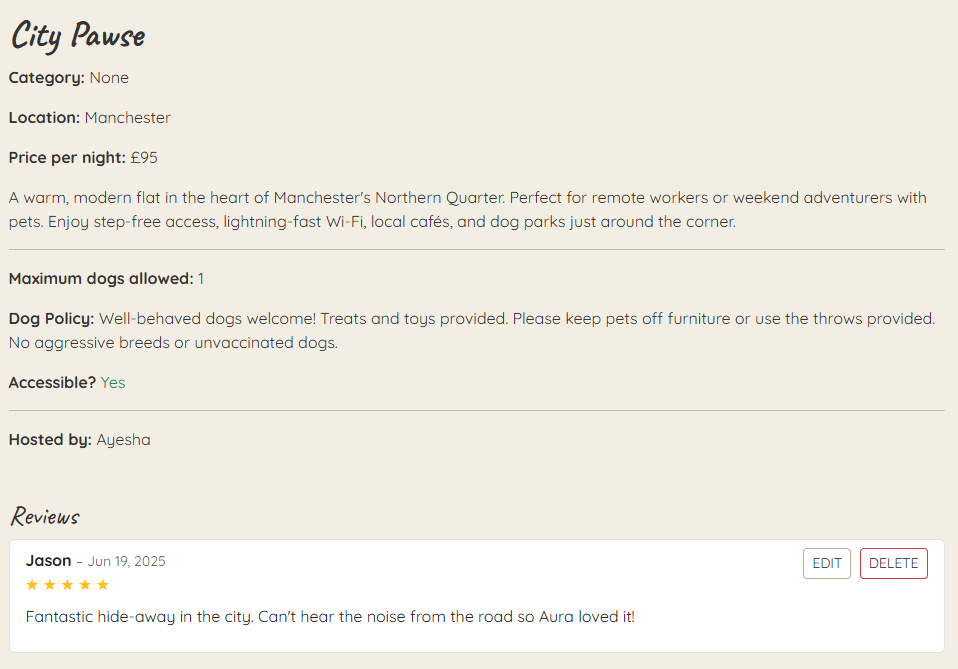 City Pawse
Category: None
Location: Manchester
Price per night: £95
A warm, modern flat in the heart of Manchester's Northern Quarter. Perfect for remote workers or weekend adventurers with
pets. Enjoy step-free access, lightning-fast Wi-Fi, local cafés, and dog parks just around the corner.
Maximum dogs allowed: 1
Dog Policy: Well-behaved dogs welcome! Treats and toys provided. Please keep pets off furniture or use the throws provided.
No aggressive breeds or unvaccinated dogs.
Accessible? Yes
Hosted by: Ayesha
Reviews
Jason – Jun 19, 2025
EDIT DELETE
Fantastic hide-away in the city. Can't hear the noise from the road so Aura loved it!